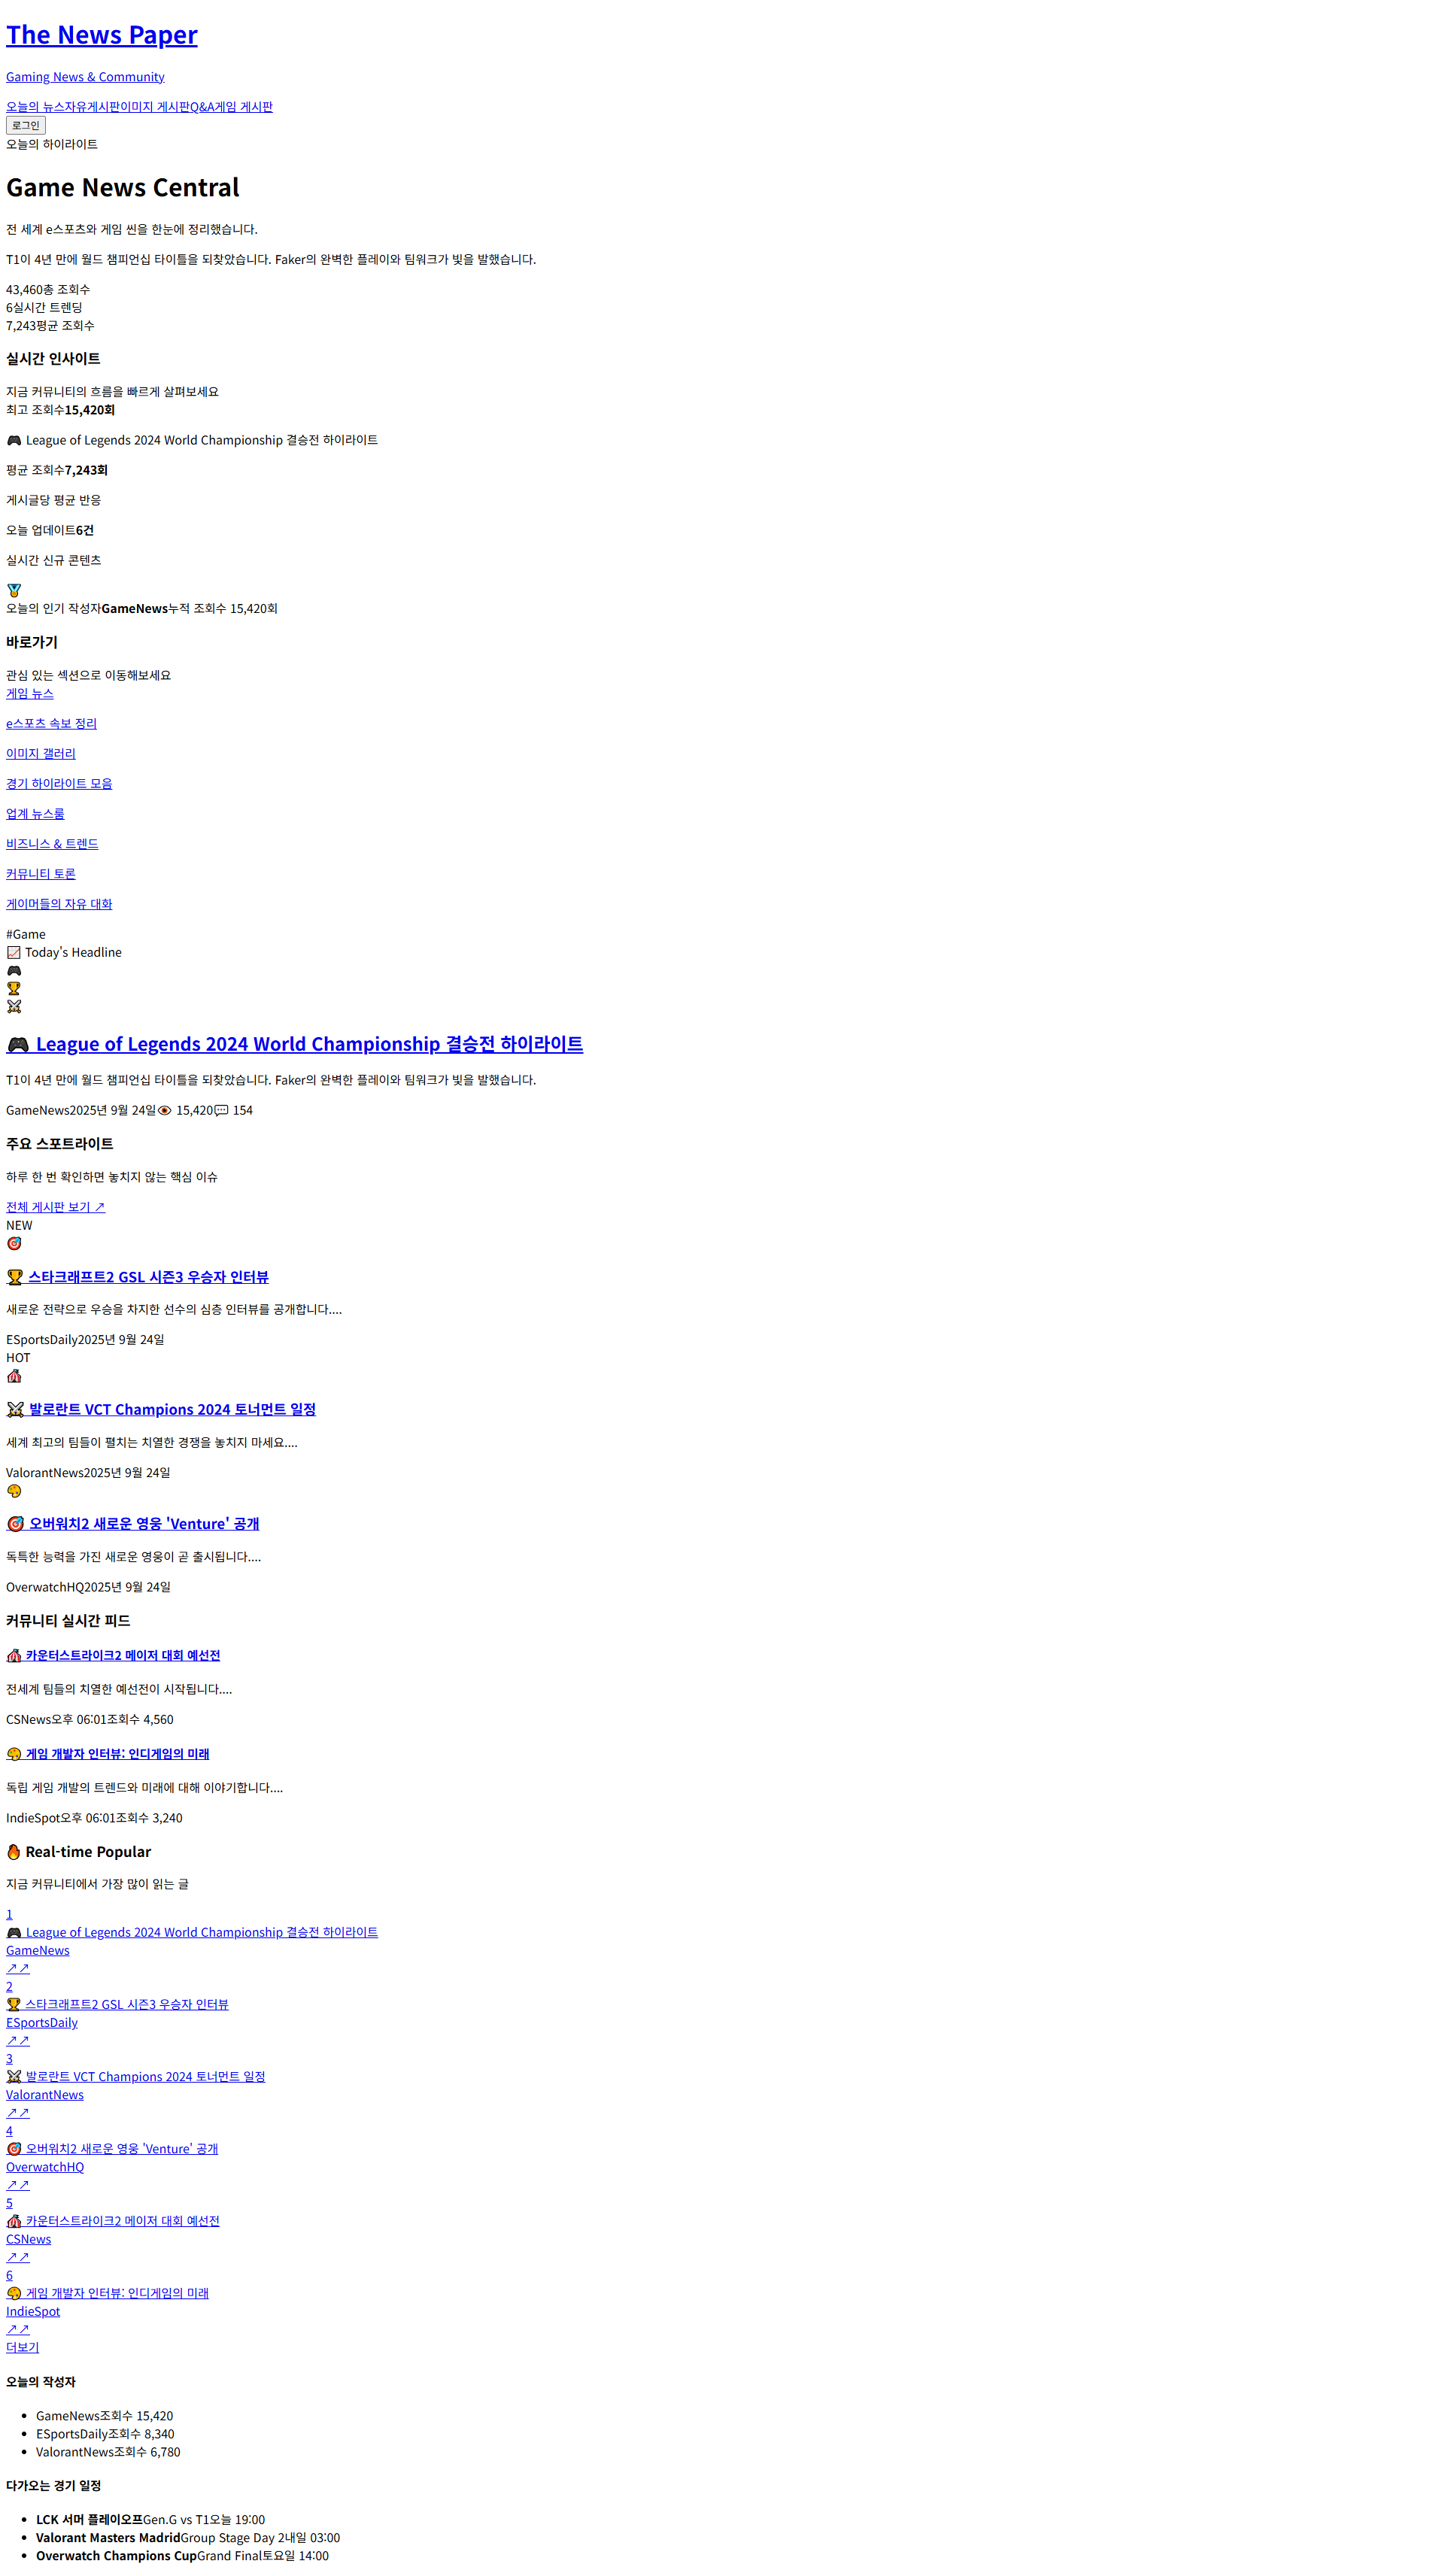 The News Paper
Gaming News & Community
오늘의 뉴스자유게시판이미지 게시판Q&A게임 게시판
로그인
오늘의 하이라이트
Game News Central
전 세계 e스포츠와 게임 씬을 한눈에 정리했습니다.
T1이 4년 만에 월드 챔피언십 타이틀을 되찾았습니다. Faker의 완벽한 플레이와 팀워크가 빛을 발했습니다.
43,460총 조회수
6실시간 트렌딩
7,243평균 조회수
실시간 인사이트
지금 커뮤니티의 흐름을 빠르게 살펴보세요
최고 조회수15,420회
🎮 League of Legends 2024 World Championship 결승전 하이라이트
평균 조회수7,243회
게시글당 평균 반응
오늘 업데이트6건
실시간 신규 콘텐츠
🏅
오늘의 인기 작성자GameNews누적 조회수 15,420회
바로가기
관심 있는 섹션으로 이동해보세요
게임 뉴스
e스포츠 속보 정리
이미지 갤러리
경기 하이라이트 모음
업계 뉴스룸
비즈니스 & 트렌드
커뮤니티 토론
게이머들의 자유 대화
#Game
📈 Today's Headline
🎮
🏆
⚔️
🎮 League of Legends 2024 World Championship 결승전 하이라이트
T1이 4년 만에 월드 챔피언십 타이틀을 되찾았습니다. Faker의 완벽한 플레이와 팀워크가 빛을 발했습니다.
GameNews2025년 9월 24일👁️ 15,420💬 154
주요 스포트라이트
하루 한 번 확인하면 놓치지 않는 핵심 이슈
전체 게시판 보기 ↗
NEW
🎯
🏆 스타크래프트2 GSL 시즌3 우승자 인터뷰
새로운 전략으로 우승을 차지한 선수의 심층 인터뷰를 공개합니다....
ESportsDaily2025년 9월 24일
HOT
🎪
⚔️ 발로란트 VCT Champions 2024 토너먼트 일정
세계 최고의 팀들이 펼치는 치열한 경쟁을 놓치지 마세요....
ValorantNews2025년 9월 24일
🎨
🎯 오버워치2 새로운 영웅 'Venture' 공개
독특한 능력을 가진 새로운 영웅이 곧 출시됩니다....
OverwatchHQ2025년 9월 24일
커뮤니티 실시간 피드
🎪 카운터스트라이크2 메이저 대회 예선전
전세계 팀들의 치열한 예선전이 시작됩니다....
CSNews오후 06:01조회수 4,560
🎨 게임 개발자 인터뷰: 인디게임의 미래
독립 게임 개발의 트렌드와 미래에 대해 이야기합니다....
IndieSpot오후 06:01조회수 3,240
🔥 Real-time Popular
지금 커뮤니티에서 가장 많이 읽는 글
1
🎮 League of Legends 2024 World Championship 결승전 하이라이트
GameNews
↗↗
2
🏆 스타크래프트2 GSL 시즌3 우승자 인터뷰
ESportsDaily
↗↗
3
⚔️ 발로란트 VCT Champions 2024 토너먼트 일정
ValorantNews
↗↗
4
🎯 오버워치2 새로운 영웅 'Venture' 공개
OverwatchHQ
↗↗
5
🎪 카운터스트라이크2 메이저 대회 예선전
CSNews
↗↗
6
🎨 게임 개발자 인터뷰: 인디게임의 미래
IndieSpot
↗↗
더보기
오늘의 작성자
• GameNews조회수 15,420
• ESportsDaily조회수 8,340
• ValorantNews조회수 6,780
다가오는 경기 일정
• LCK 서머 플레이오프Gen.G vs T1오늘 19:00
• Valorant Masters MadridGroup Stage Day 2내일 03:00
• Overwatch Champions CupGrand Final토요일 14:00